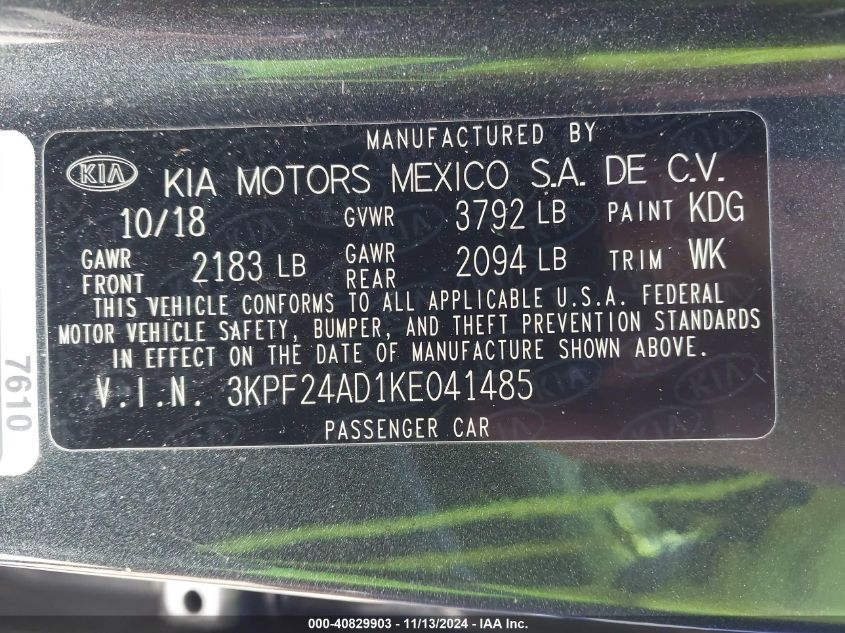 MANUFACTURED BY
KIA KIA MOTORS MEXICO S.A. DE C.V.
10/18 GVWR 3792 LB PAINT KDG
GAWR FRONT 2183 LB GAWR REAR 2094 LB TRIM WK
THIS VEHICLE CONFORMS TO ALL APPLICABLE U.S.A. FEDERAL
MOTOR VEHICLE SAFETY, BUMPER, AND THEFT PREVENTION STANDARDS
IN EFFECT ON THE DATE OF MANUFACTURE SHOWN ABOVE.
V.I.N. 3KPF24AD1KE041485
PASSENGER CAR
7610
000-40829903 - 11/13/2024 - IAAI.com